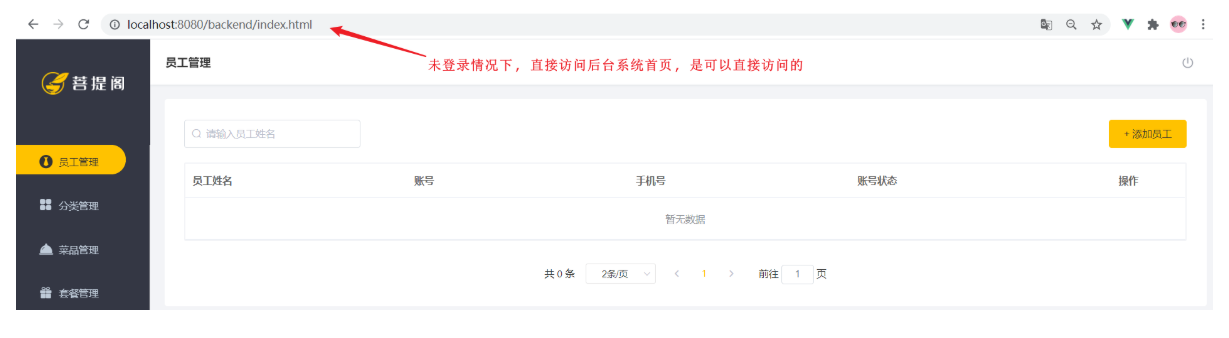 localhost:8080/backend/index.html
菩提阁
员工管理
未登录情况下，直接访问后台系统首页，是可以直接访问的
请输入员工姓名
+ 添加员工
员工管理
员工姓名 账号 手机号 账号状态 操作
分类管理
暂无数据
菜品管理
共 0 条 2条/页 < 1 > 前往 1 页
套餐管理